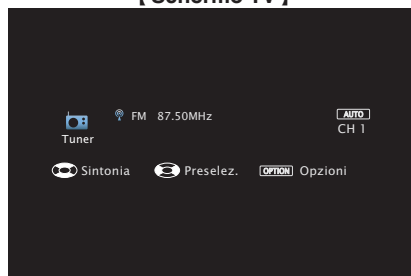 【Schermo TV】
FM 87.50MHz
AUTO
CH 1
Tuner
Sintonia Preselez. OPTION Opzioni